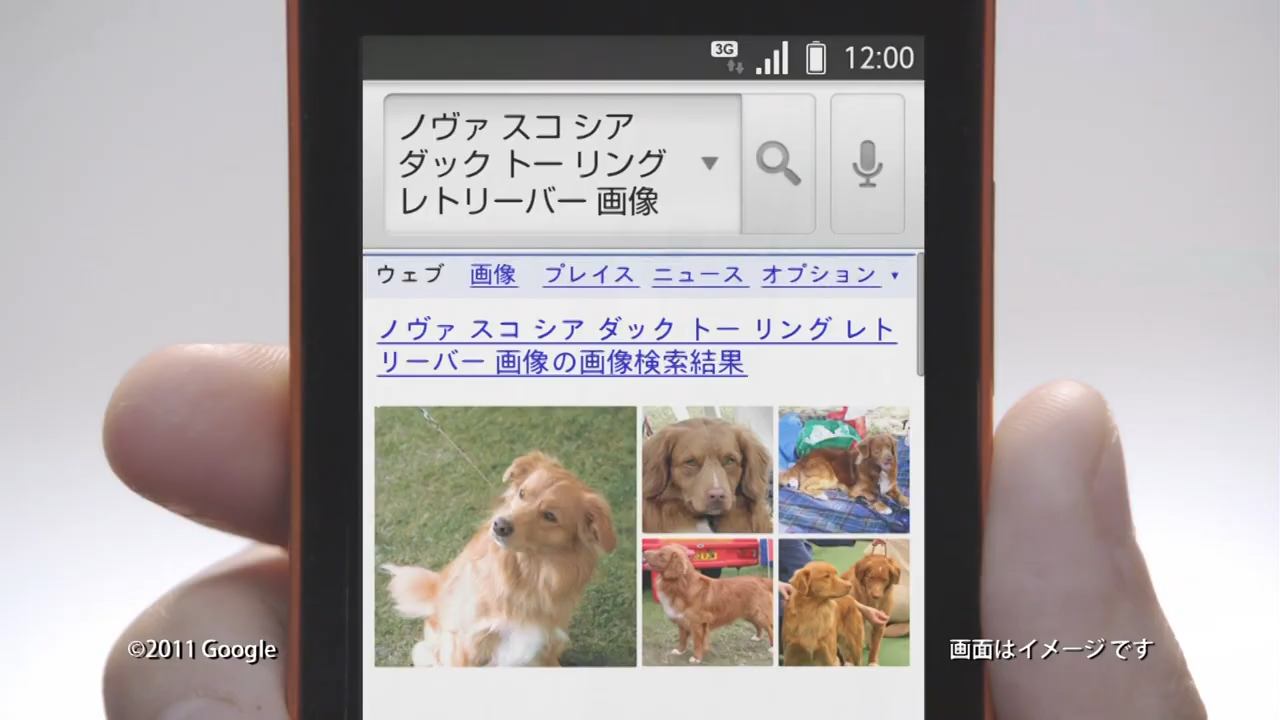 3G 12:00
ノヴァ スコ シア
ダック トー リング
レトリーバー 画像
ウェブ 画像 プレイス ニュース オプション
ノヴァ スコ シア ダック トー リング レト
リーバー 画像の画像検索結果
©2011 Google
画面はイメージです